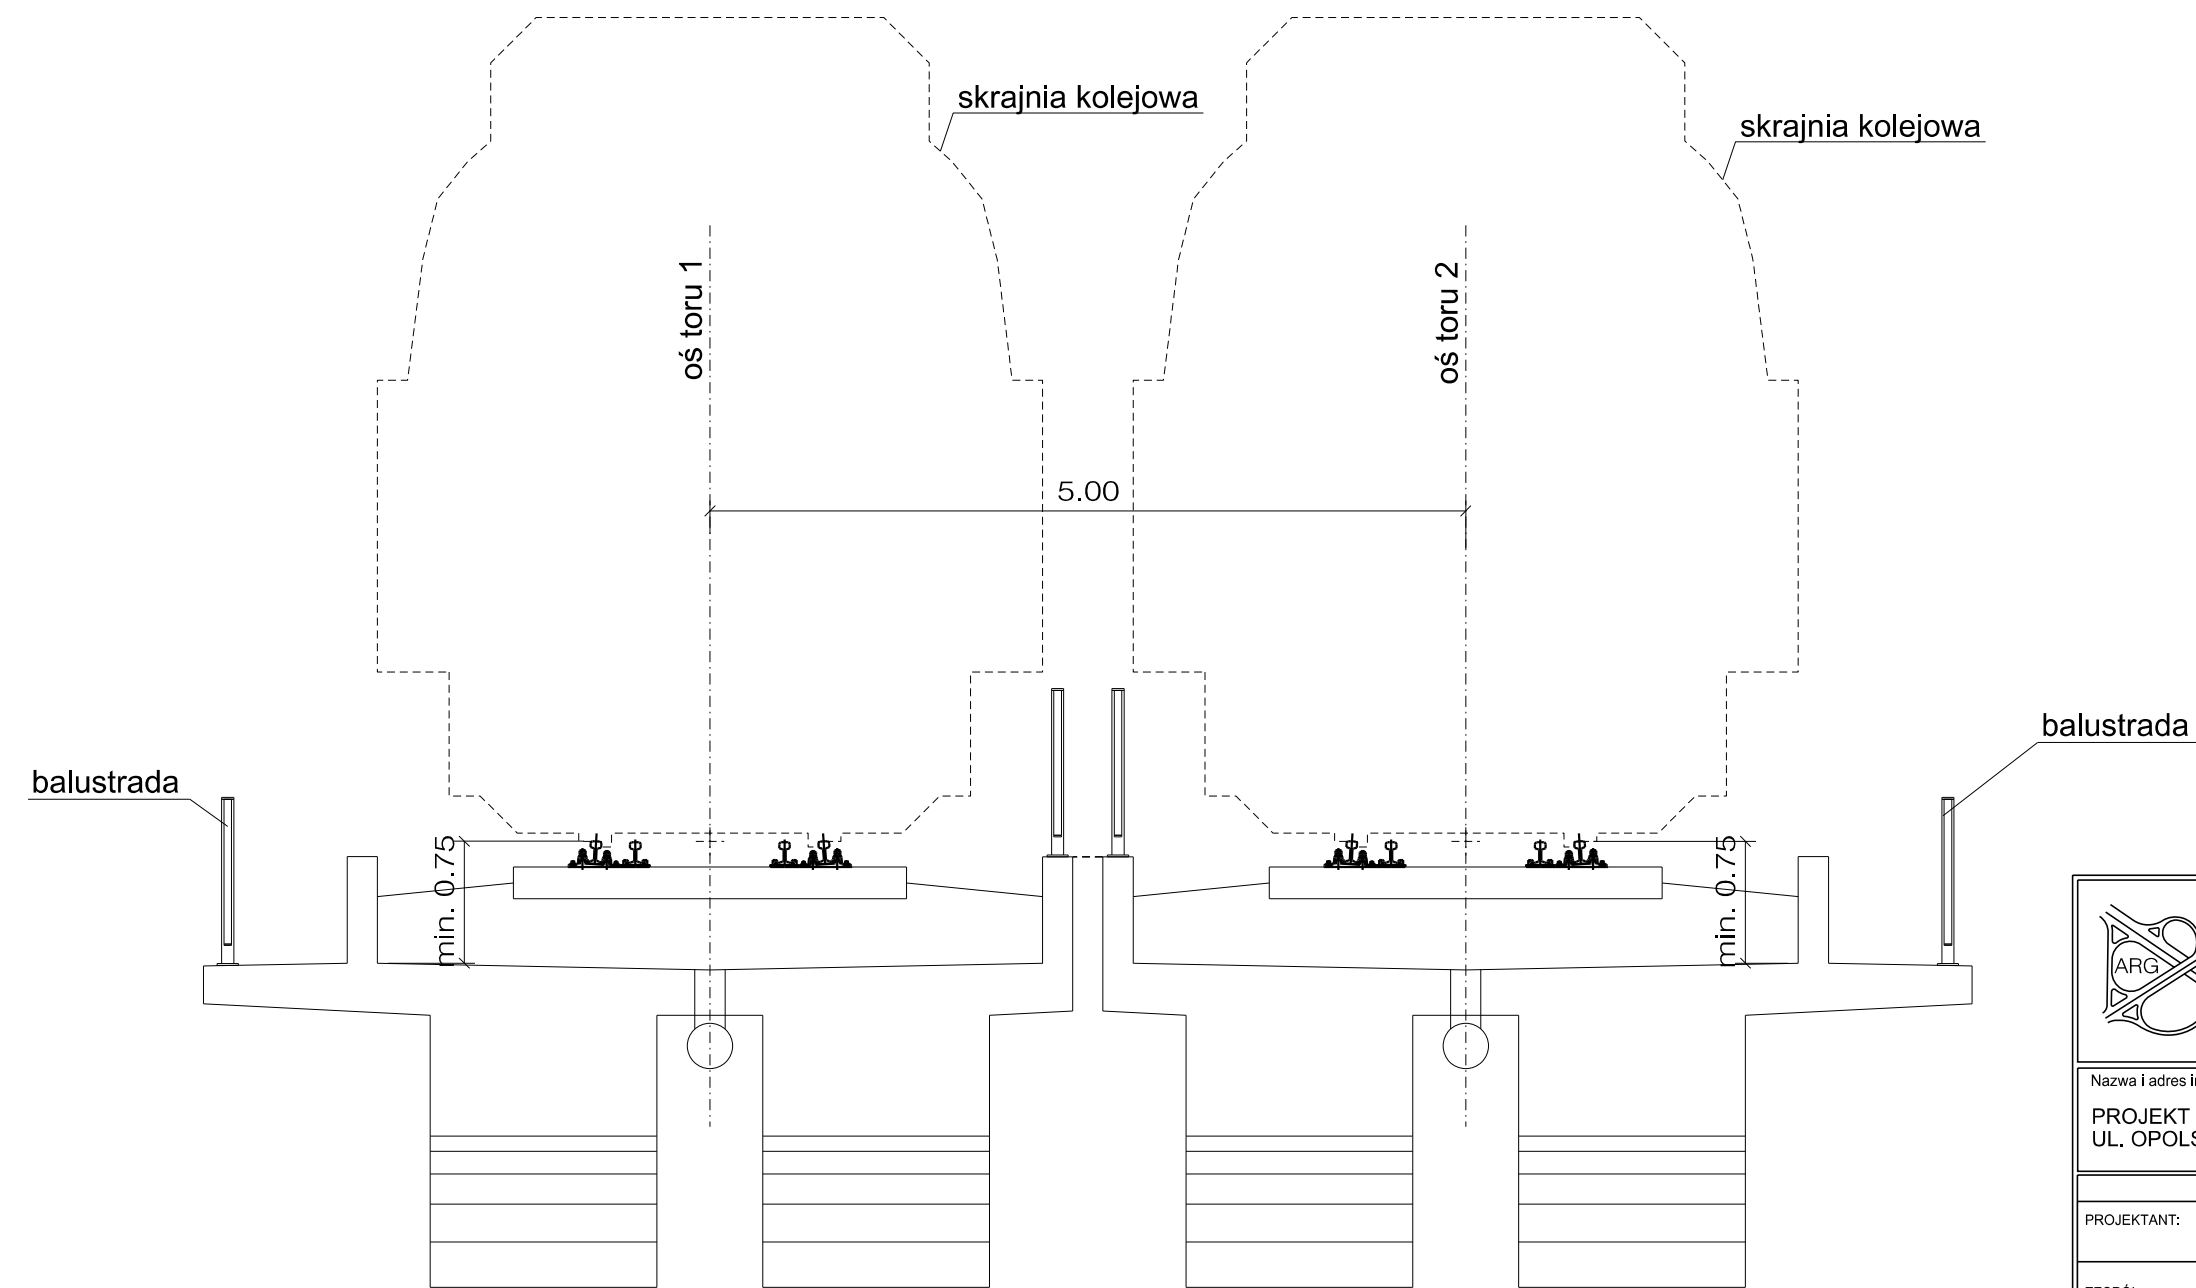 skrajnia kolejowa
skrajnia kolejowa
oś toru 1
oś toru 2
5.00
balustrada
balustrada
min. 0.75
min. 0.75
ARG
Nazwa i adres
PROJEKT
UL.
PROJEKTANT: